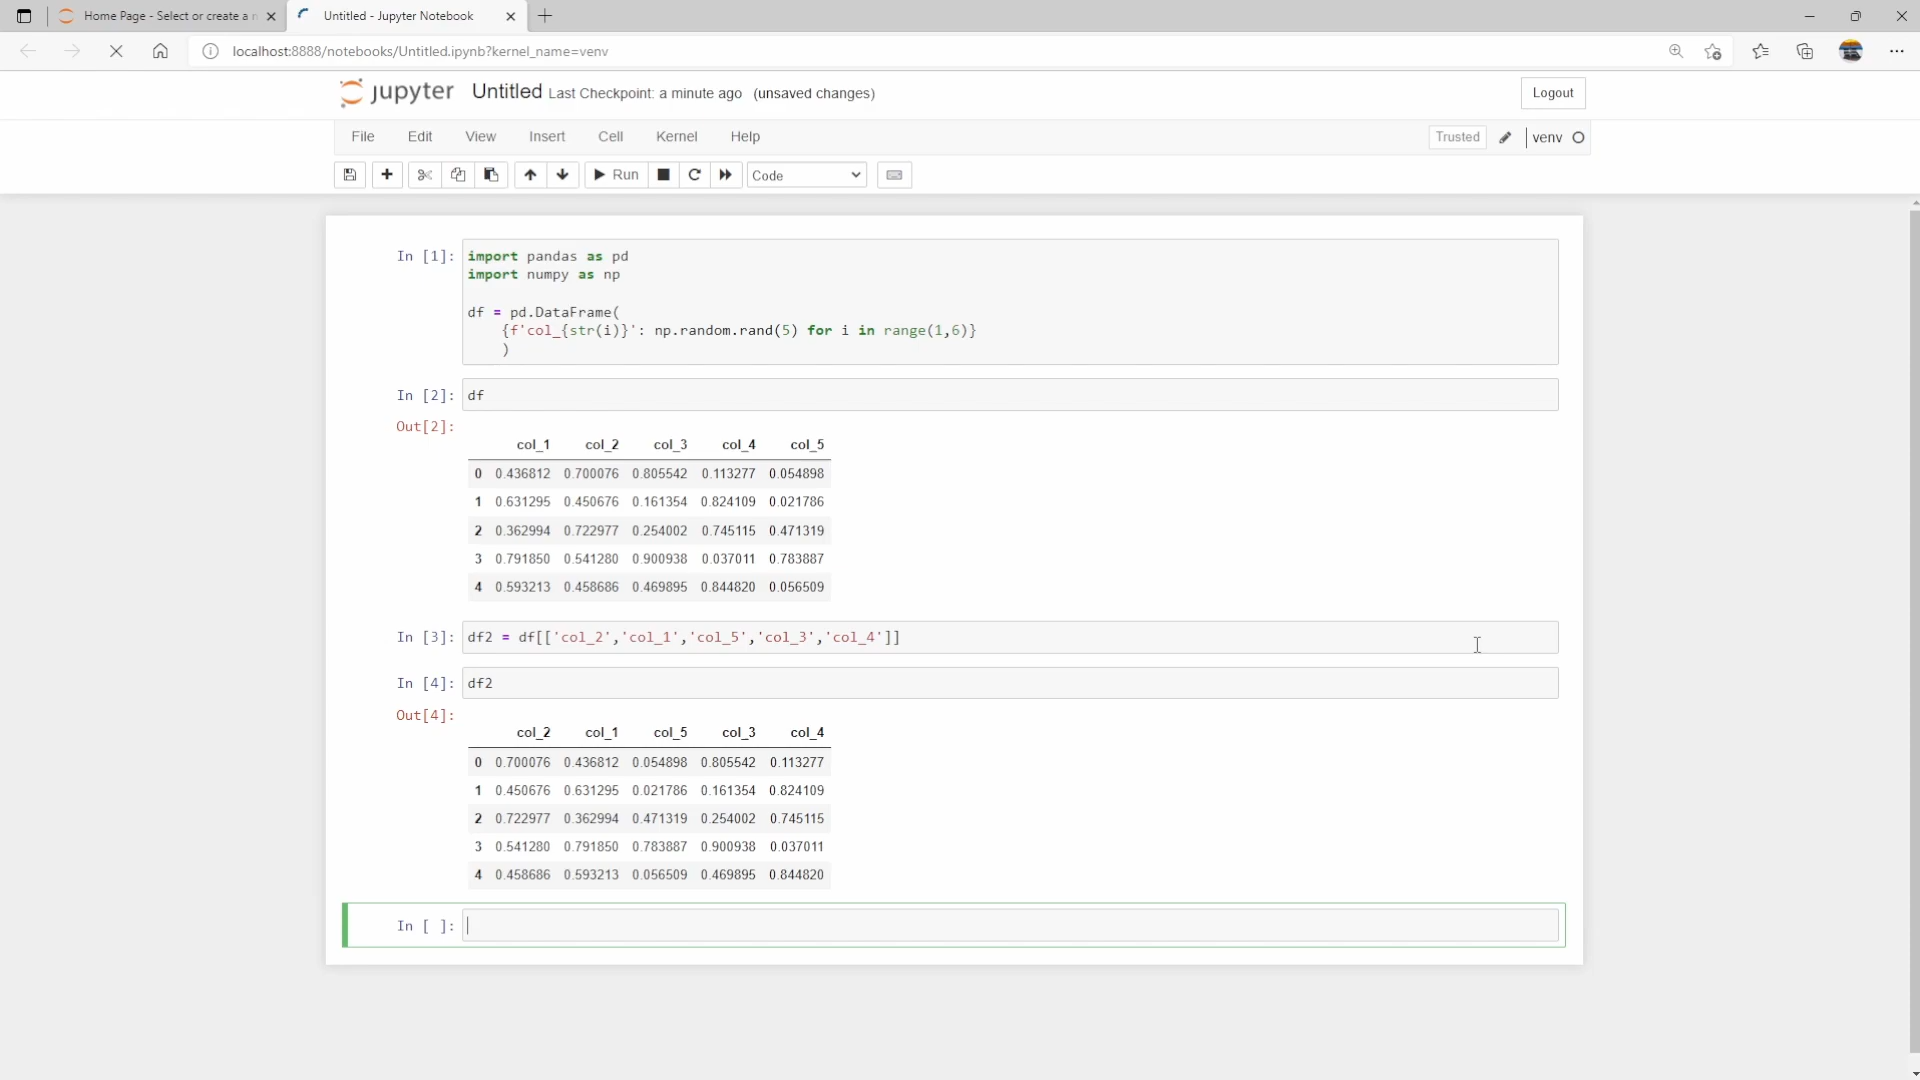 Home Page - Select or create a n
Untitled - Jupyter Notebook
localhost:8888/notebooks/Untitled.ipynb?kernel_name=venv
jupyter Untitled Last Checkpoint: a minute ago (unsaved changes)
Logout
File Edit View Insert Cell Kernel Help
Trusted venv
Run Code
In [1]: import pandas as pd
import numpy as np
df = pd.DataFrame(
{f'col_{str(i)}': np.random.rand(5) for i in range(1,6)}
)
In [2]: df
Out[2]:
col_1 col_2 col_3 col_4 col_5
0 0.436812 0.700076 0.805542 0.113277 0.054898
1 0.631295 0.450676 0.161354 0.824109 0.021786
2 0.362994 0.722977 0.254002 0.745115 0.471319
3 0.791850 0.541280 0.900938 0.037011 0.783887
4 0.593213 0.458686 0.469895 0.844820 0.056509
In [3]: df2 = df[['col_2','col_1','col_5','col_3','col_4']]
In [4]: df2
Out[4]:
col_2 col_1 col_5 col_3 col_4
0 0.700076 0.436812 0.054898 0.805542 0.113277
1 0.450676 0.631295 0.021786 0.161354 0.824109
2 0.722977 0.362994 0.471319 0.254002 0.745115
3 0.541280 0.791850 0.783887 0.900938 0.037011
4 0.458686 0.593213 0.056509 0.469895 0.844820
In [ ]: